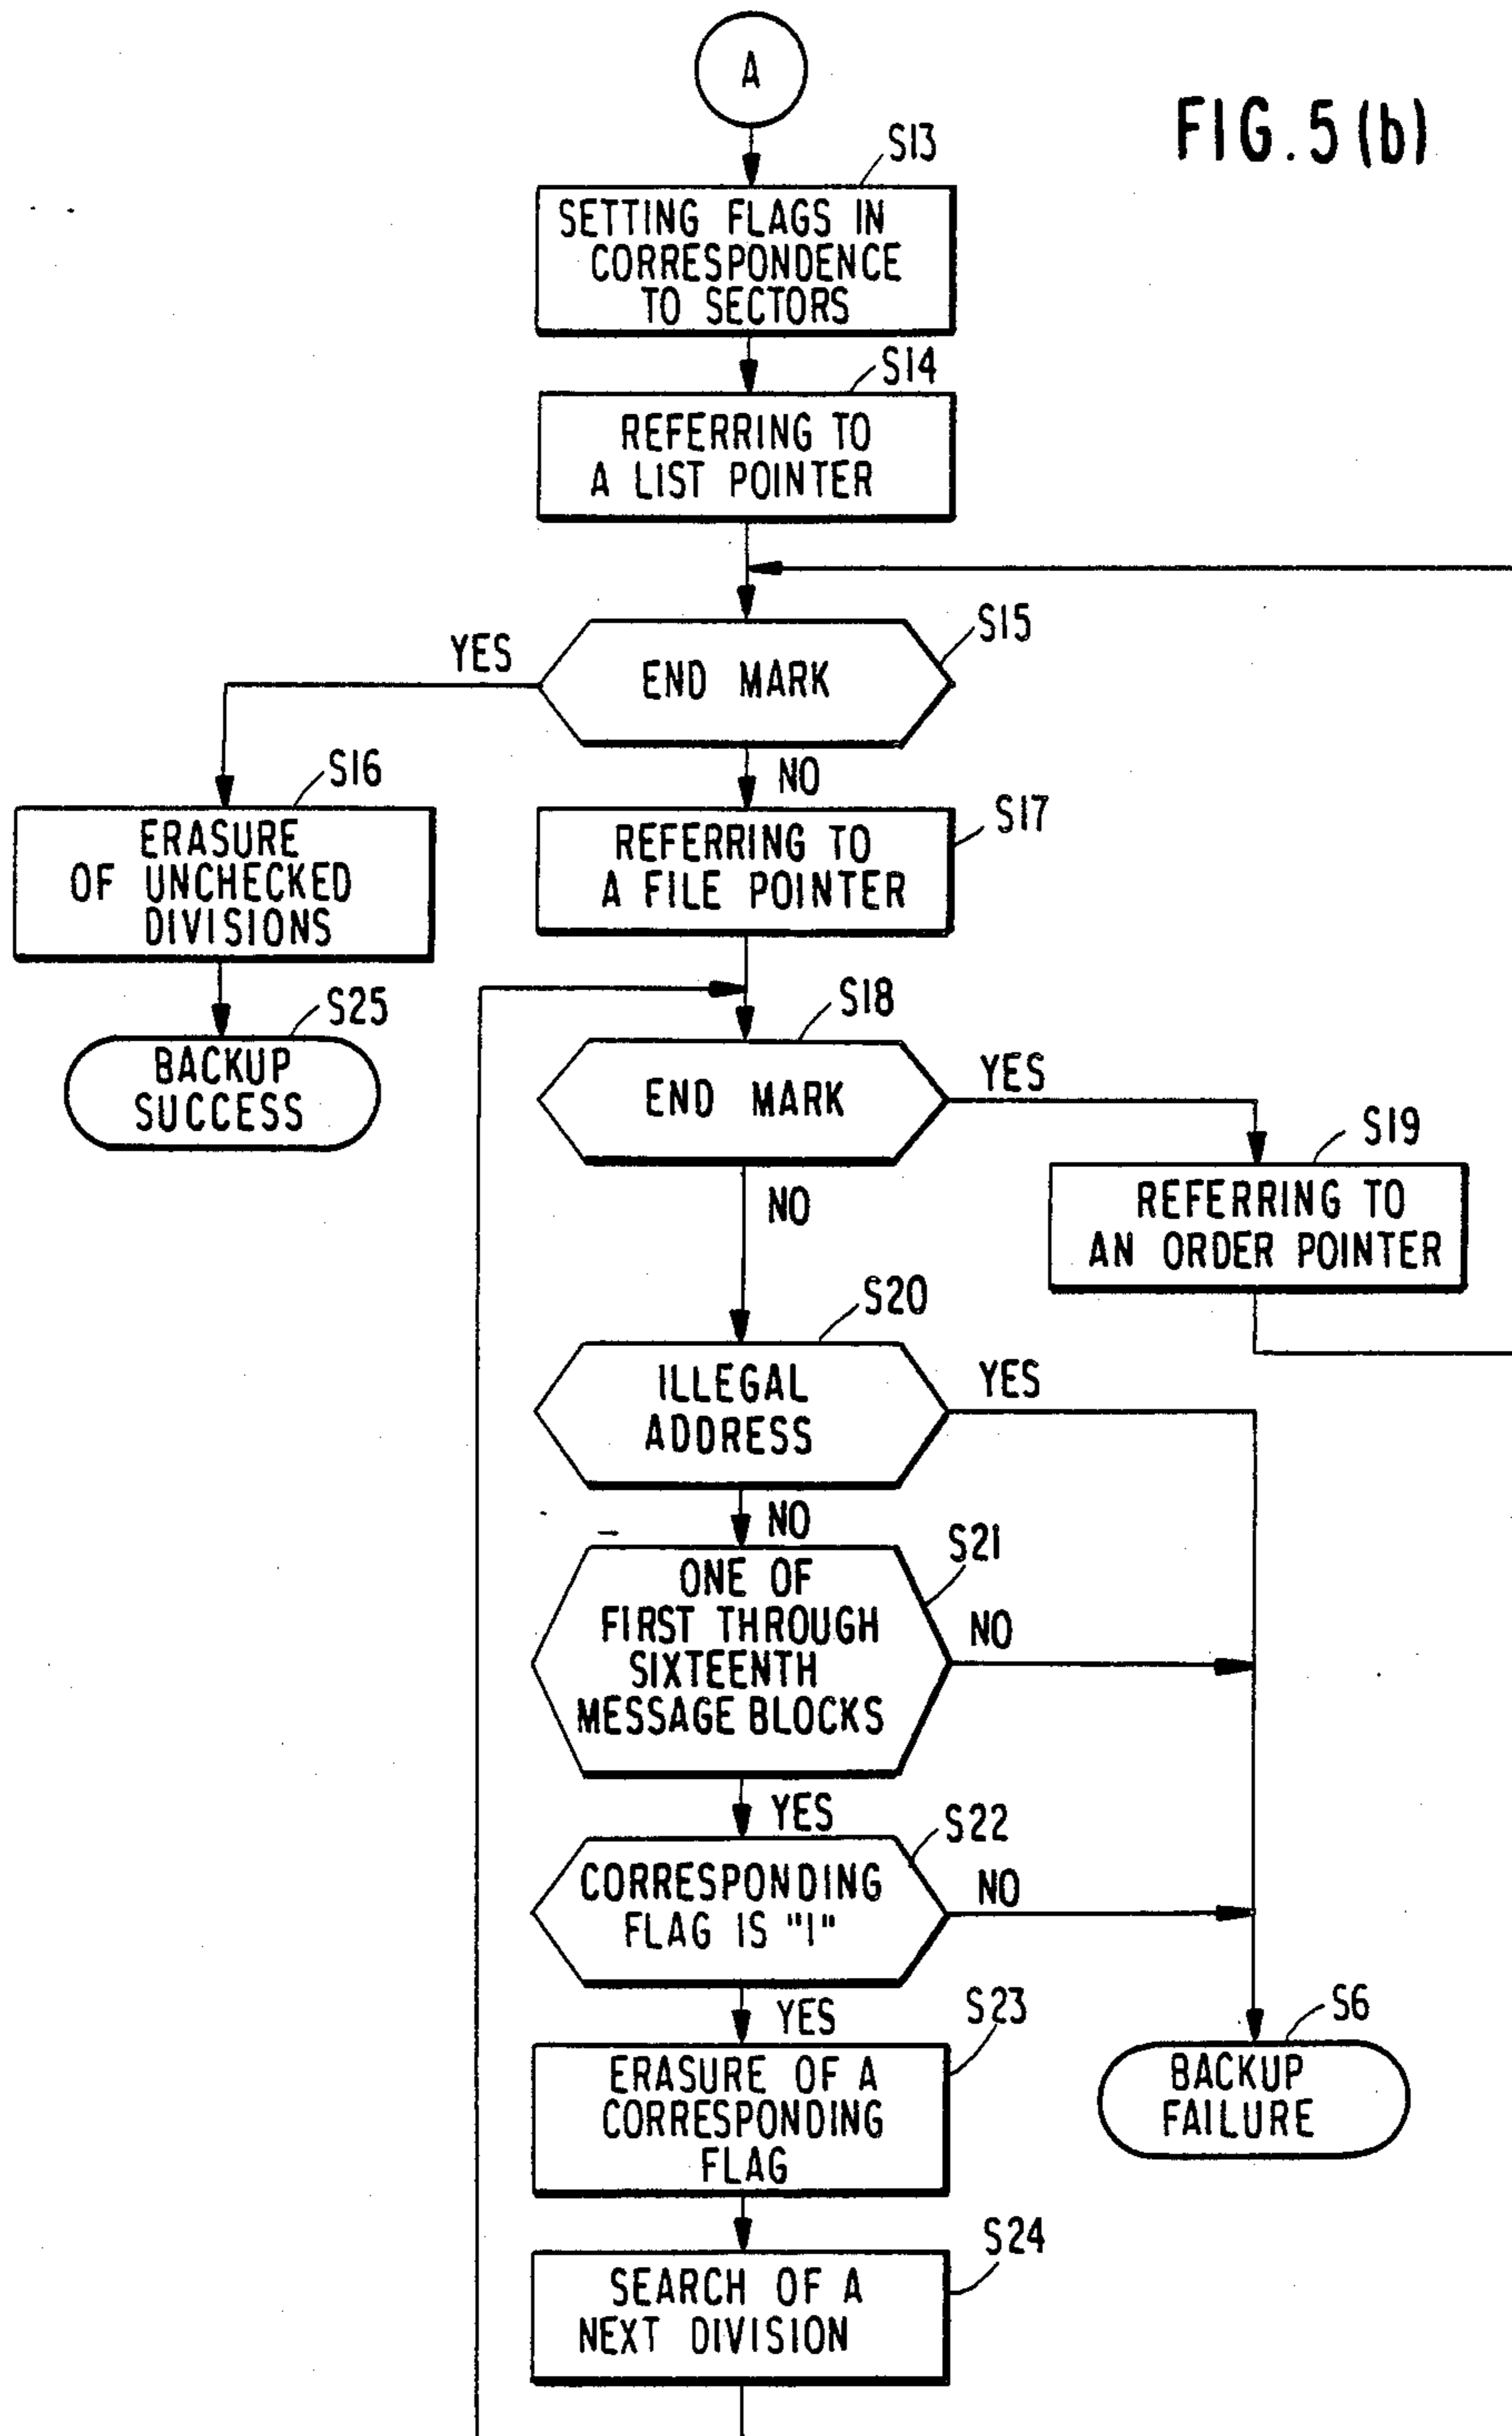 A
FIG. 5 (b)
S13
SETTING FLAGS IN
CORRESPONDENCE
TO SECTORS
S14
REFERRING TO
A LIST POINTER
S15
YES
END MARK
NO
S16
ERASURE
OF UNCHECKED
DIVISIONS
S17
REFERRING TO
A FILE POINTER
S25
BACKUP
SUCCESS
S18
END MARK
YES
NO
S19
REFERRING TO
AN ORDER POINTER
S20
ILLEGAL
ADDRESS
YES
NO
S21
ONE OF
FIRST THROUGH
SIXTEENTH
MESSAGE BLOCKS
NO
YES
S22
CORRESPONDING
FLAG IS "1"
NO
YES
S23
ERASURE OF A
CORRESPONDING
FLAG
S6
BACKUP
FAILURE
S24
SEARCH OF A
NEXT DIVISION